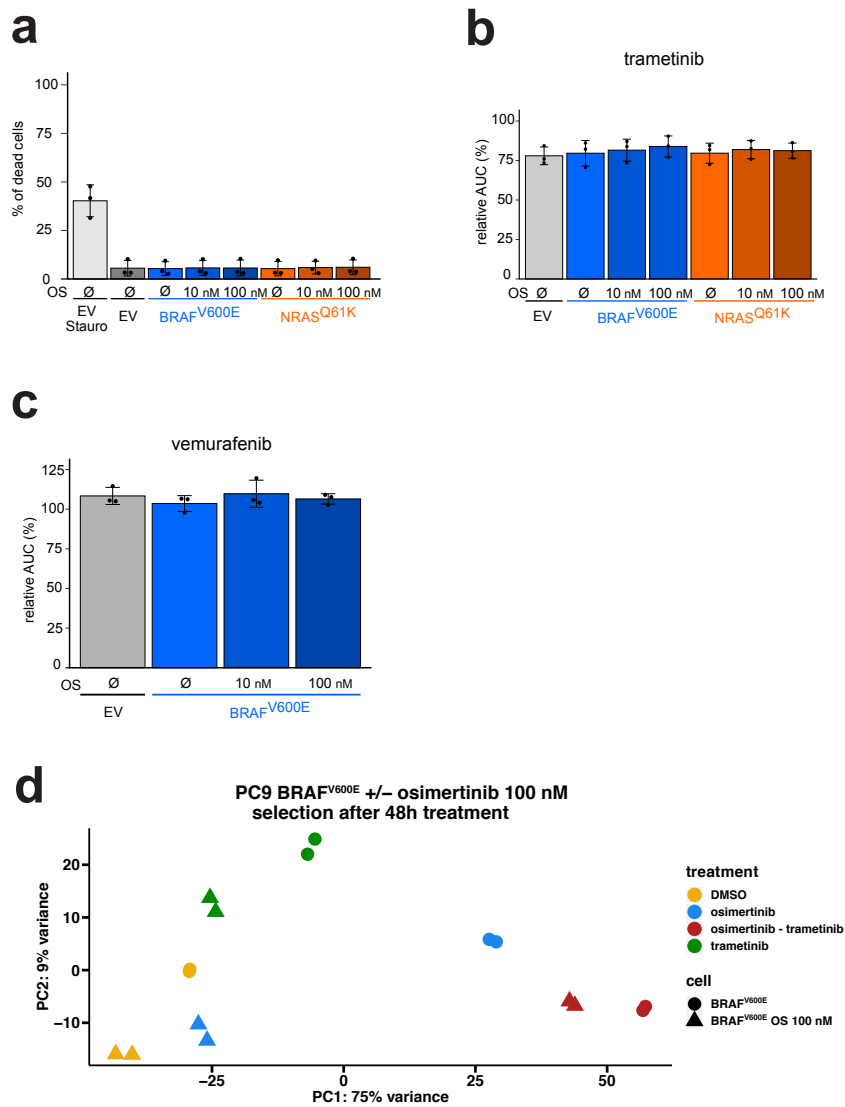 a
% of dead cells
100
75
50
25
0
OS Ø Ø Ø 10 nM 100 nM Ø 10 nM 100 nM
EV Stauro EV BRAFV600E NRASQ61K
b
trametinib
relative AUC (%)
100
75
50
25
0
OS Ø Ø 10 nM 100 nM Ø 10 nM 100 nM
EV BRAFV600E NRASQ61K
c
vemurafenib
relative AUC (%)
125
100
75
50
25
0
OS Ø Ø 10 nM 100 nM
EV BRAFV600E
d
PC9 BRAFV600E +/− osimertinib 100 nM
selection after 48h treatment
PC2: 9% variance
20
10
0
−10
−25 0 25 50
PC1: 75% variance
treatment
DMSO
osimertinib
osimertinib - trametinib
trametinib
cell
BRAFV600E
BRAFV600E OS 100 nM